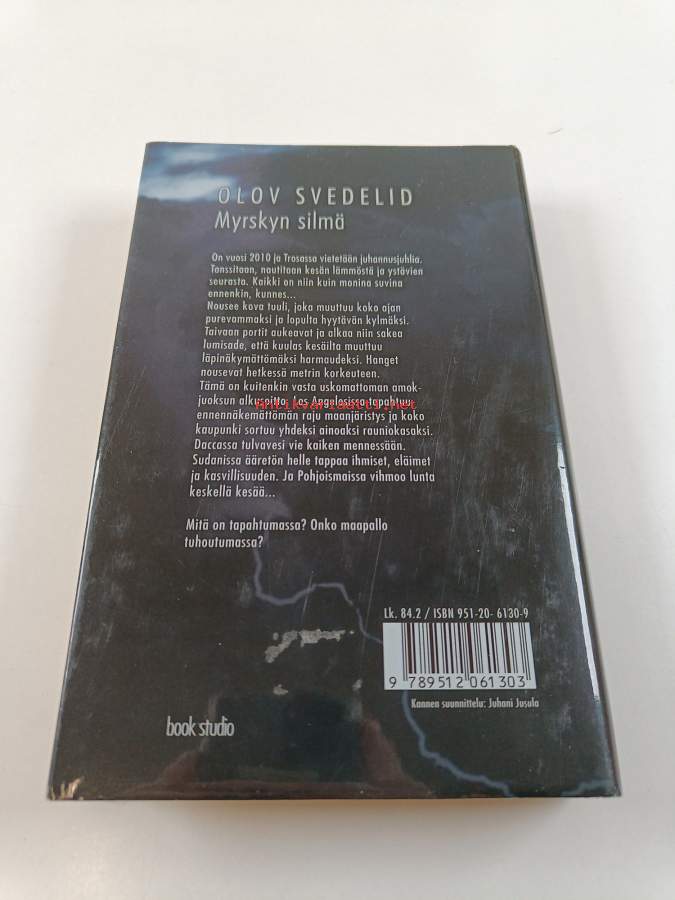 OLOV SVEDELID
Myrskyn silmä
On vuosi 2010 ja Trosassa vietetään juhannusjuhlia.
Tanssitaan, nautitaan kesän lämmöstä ja ystävien
seurasta. Kaikki on niin kuin monina suvina
ennenkin, kunnes...
Nousee kova tuuli, joka muuttuu koko ajan
purevammaksi ja lopulta hyytävän kylmäksi.
Taivaan portit aukeavat ja alkaa niin sakea
lumisade, että kuulas kesäilta muuttuu
läpinäkymättömäksi harmaudeksi. Hanget
nousevat hetkessä metrin korkeuteen.
Tämä on kuitenkin vasta uskomattoman amok-
juoksun alkusoitto. Los Angelesissa tapahtuu
antikvariaatti.net
ennennäkemättömän raju maanjäristys ja koko
kaupunki sortuu yhdeksi ainoaksi rauniokasaksi.
Daccassa tulvavesi vie kaiken mennessään.
Sudanissa ääretön helle tappaa ihmiset, eläimet
ja kasvillisuuden. Ja Pohjoismaissa vihmoo lunta
keskellä kesää...
Mitä on tapahtumassa? Onko maapallo
tuhoutumassa?
Lk. 84.2 / ISBN 951-20- 6130-9
9 789512 061303
Kannen suunnittelu: Juhani Jusula
book studio